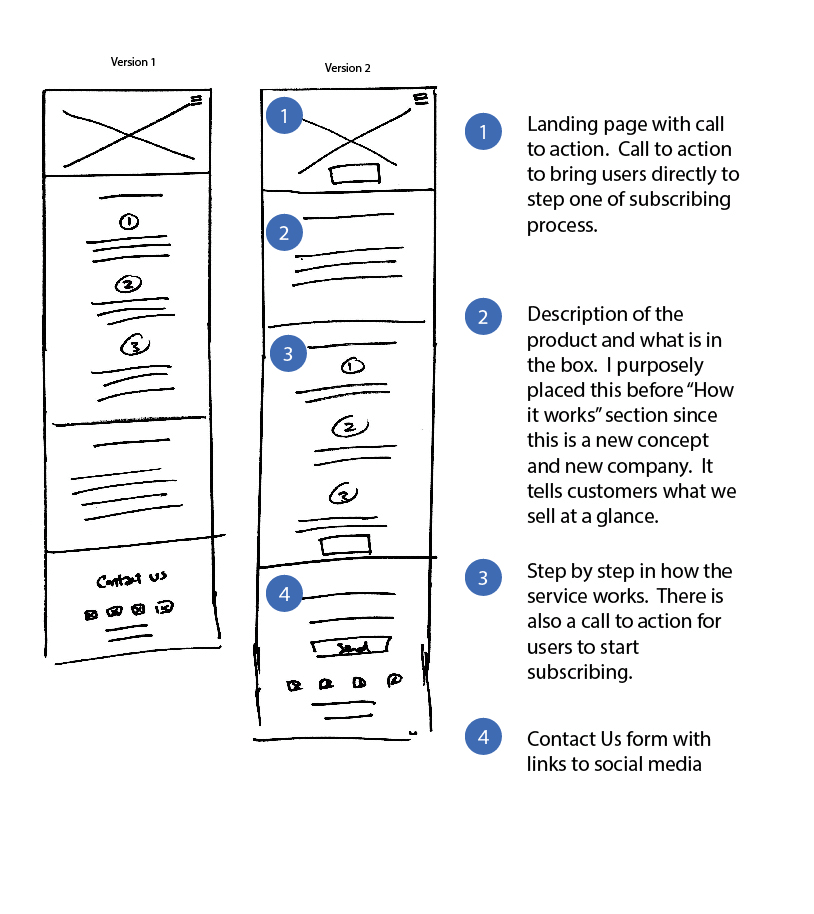 Version 1
Version 2
1
2
3
Contact us
1
2
3
1
2
2
4
Send
1
Landing page with call
to action. Call to action
to bring users directly to
step one of subscribing
process.
2
Description of the
product and what is in
the box. I purposely
placed this before “How
it works” section since
this is a new concept
and new company. It
tells customers what we
sell at a glance.
3
Step by step in how the
service works. There is
also a call to action for
users to start
subscribing.
4
Contact Us form with
links to social media